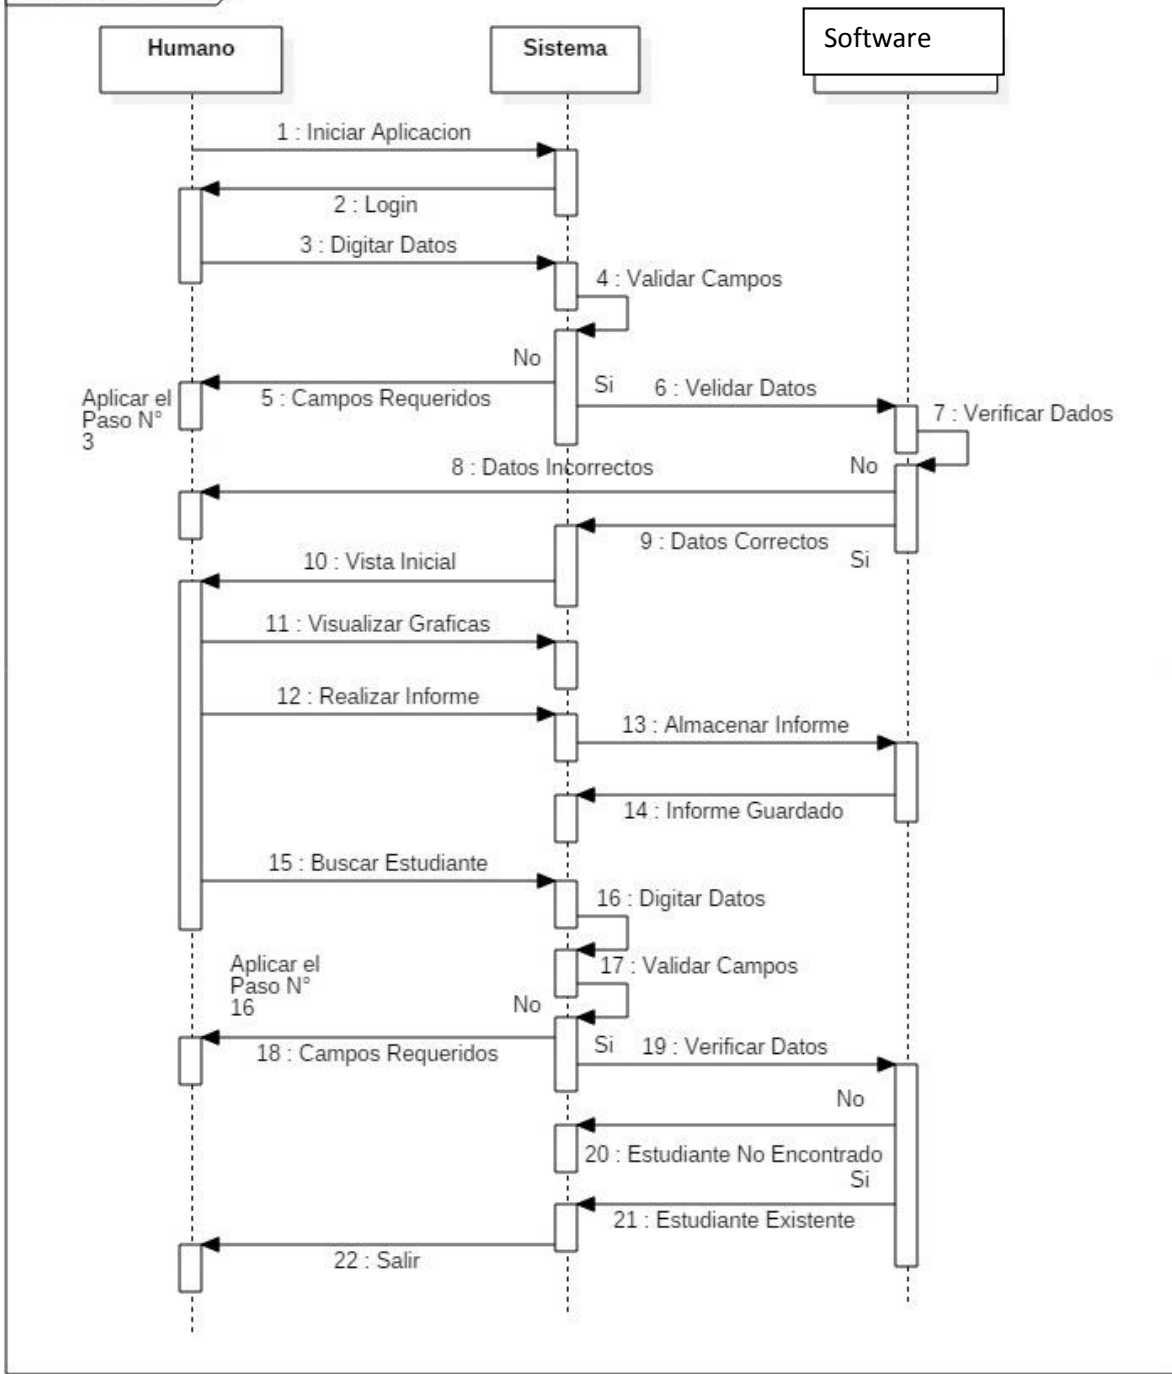 Humano
Sistema
Software
1 : Iniciar Aplicacion
2 : Login
3 : Digitar Datos
4 : Validar Campos
No
Si
5 : Campos Requeridos
6 : Velidar Datos
Aplicar el
Paso N°
3
7 : Verificar Dados
8 : Datos Incorrectos
No
9 : Datos Correctos
Si
10 : Vista Inicial
11 : Visualizar Graficas
12 : Realizar Informe
13 : Almacenar Informe
14 : Informe Guardado
15 : Buscar Estudiante
16 : Digitar Datos
17 : Validar Campos
Aplicar el
Paso N°
16
No
18 : Campos Requeridos
Si
19 : Verificar Datos
No
20 : Estudiante No Encontrado
Si
21 : Estudiante Existente
22 : Salir